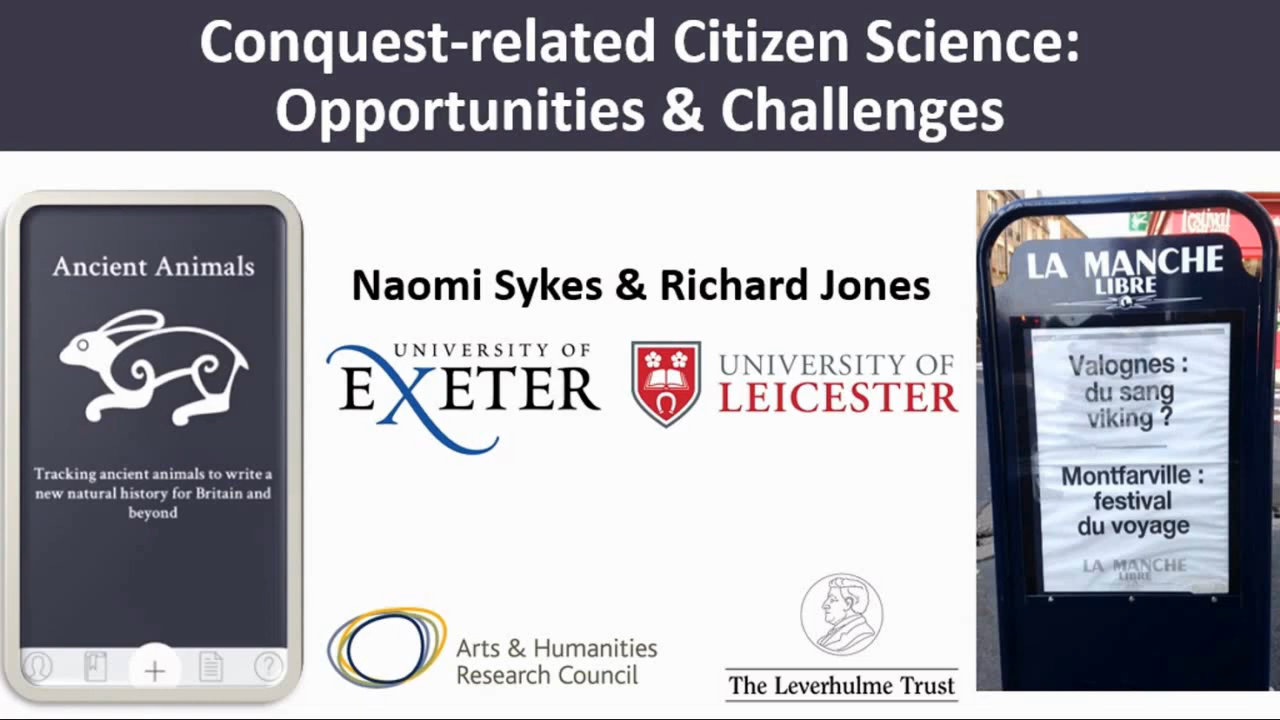 Conquest-related Citizen Science:
Opportunities & Challenges
Ancient Animals
Tracking ancient animals to write a
new natural history for Britain and
beyond
Naomi Sykes & Richard Jones
UNIVERSITY OF
EXETER
UNIVERSITY OF
LEICESTER
Arts & Humanities
Research Council
The Leverhulme Trust
festival
LA MANCHE
LIBRE
Valognes :
du sang
viking ?
Montfarville :
festival
du voyage
LA MANCHE
LIBRE